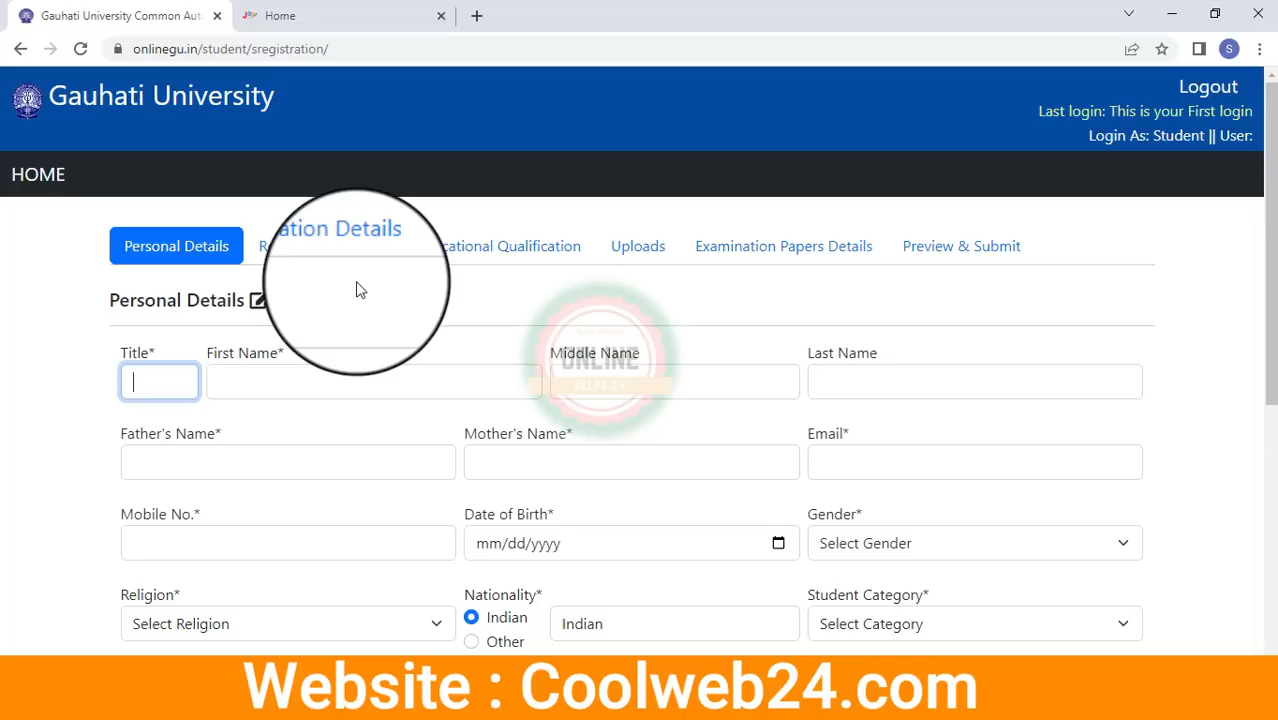 Gauhati University Common Aut
Home
onlinegu.in/student/sregistration/
S
Gauhati University
Logout
Last login: This is your First login
Login As: Student || User:
HOME
Personal Details
R
ation Details
cational Qualification
Uploads
Examination Papers Details
Preview & Submit
Personal Details
Title*
First Name*
Middle Name
Last Name
ONLINE
HELPS 24
Father's Name*
Mother's Name*
Email*
Mobile No.*
Date of Birth*
Gender*
mm/dd/yyyy
Select Gender
Religion*
Nationality*
Student Category*
Select Religion
Indian
Indian
Select Category
Other
Website : Coolweb24.com